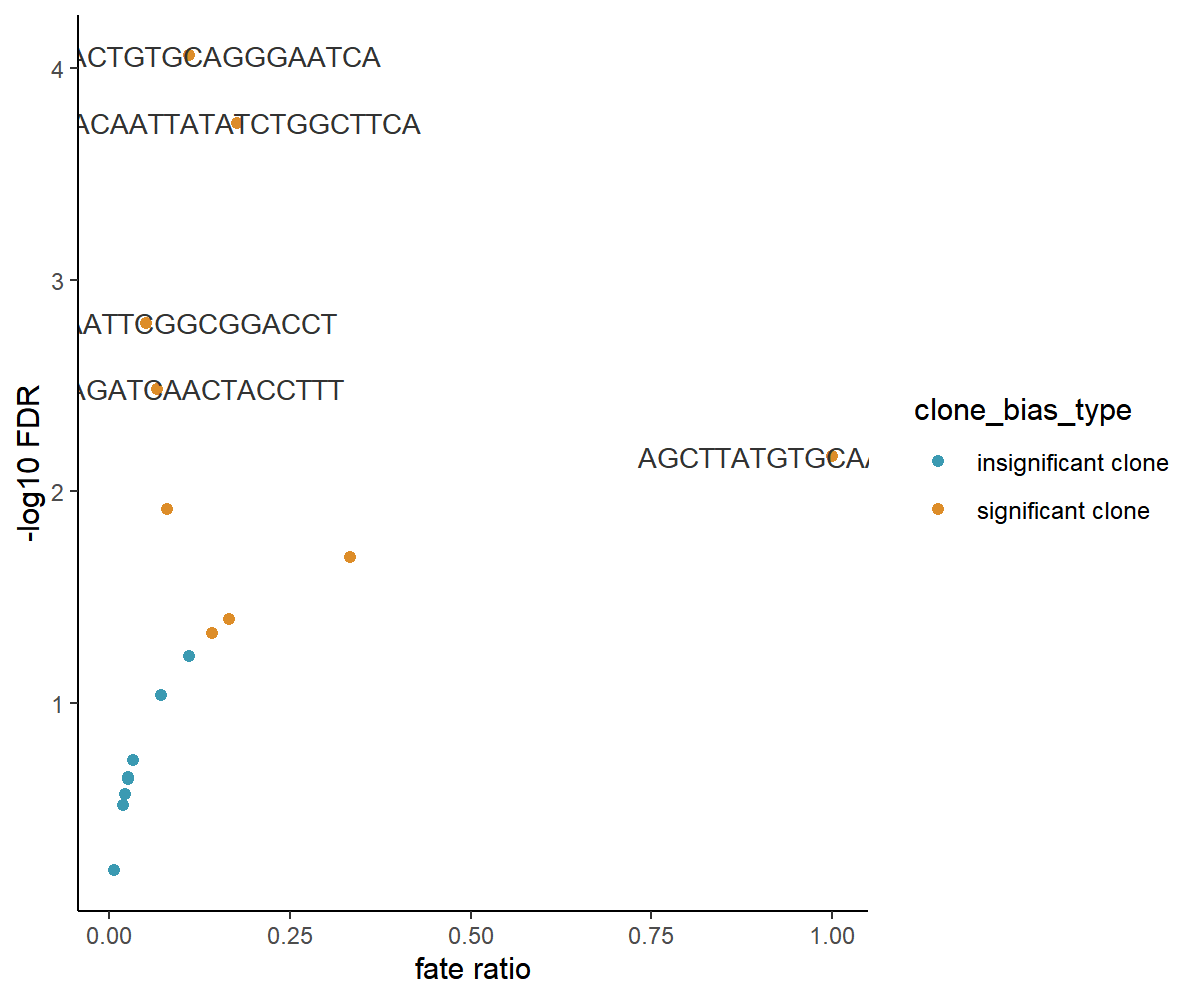 4
ACTGTGCAGGGAATCA
ACAATTATATCTGGCTTCA
3
AATTCGGCGGACCT
AGATCAACTACCTTT
AGCTTATGTGCAA
2
1
-log10 FDR
0.00 0.25 0.50 0.75 1.00
fate ratio
clone_bias_type
insignificant clone
significant clone